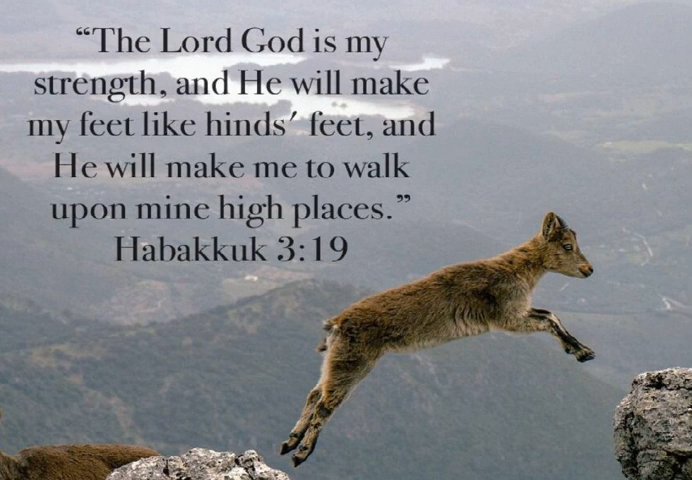 “The Lord God is my
strength, and He will make
my feet like hinds′ feet, and
He will make me to walk
upon mine high places.”
Habakkuk 3:19